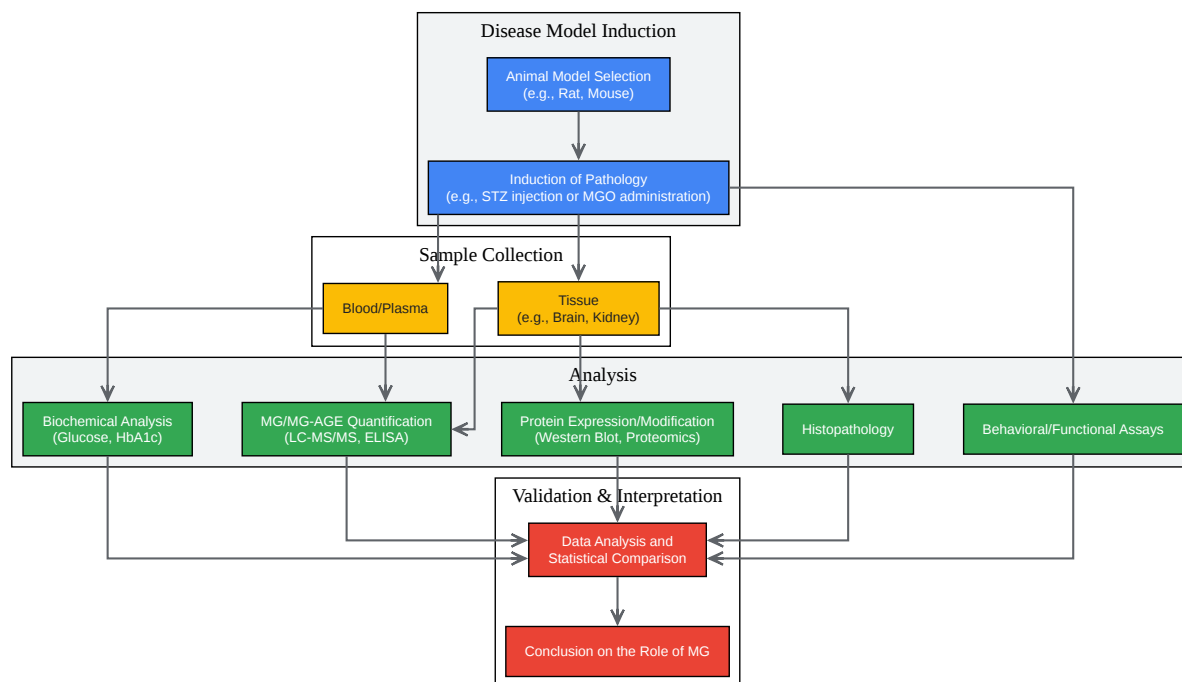 Disease Model Induction
Animal Model Selection
(e.g., Rat, Mouse)
Induction of Pathology
(e.g., STZ injection or MGO administration)
Sample Collection
Blood/Plasma
Tissue
(e.g., Brain, Kidney)
Analysis
Biochemical Analysis
(Glucose, HbA1c)
MG/MG-AGE Quantification
(LC-MS/MS, ELISA)
Protein Expression/Modification
(Western Blot, Proteomics)
Histopathology
Behavioral/Functional Assays
Validation & Interpretation
Data Analysis and
Statistical Comparison
Conclusion on the Role of MG